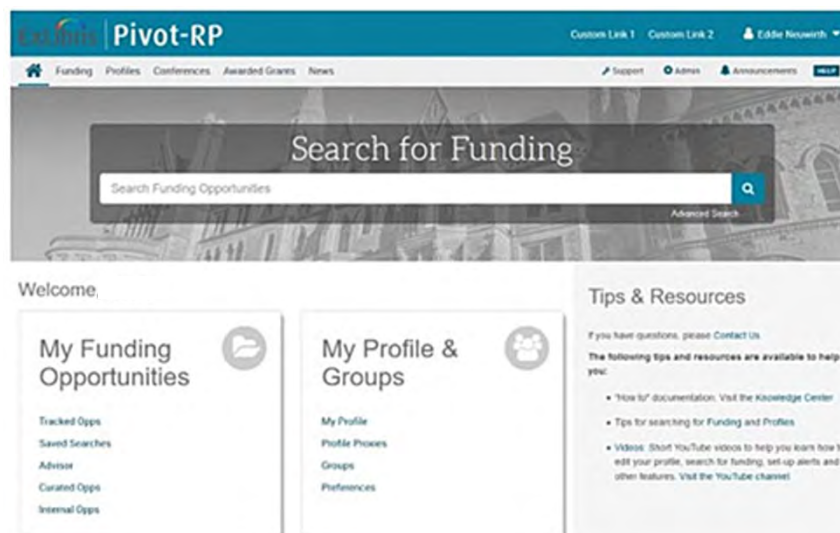 ExLibris Pivot-RP
Custom Link 1 Custom Link 2 Eddie Neuwirth
Funding Profiles Conferences Awarded Grants News
Support Admin Announcements HELP
Search for Funding
Search Funding Opportunities
Advanced Search
Welcome,
My Funding
Opportunities
Tracked Opps
Saved Searches
Advisor
Curated Opps
Internal Opps
My Profile &
Groups
My Profile
Profile Proxies
Groups
Preferences
Tips & Resources
If you have questions, please Contact Us.
The following tips and resources are available to help
you:
• "How to" documentation. Visit the Knowledge Center
• Tips for searching for Funding and Profiles
• Videos: Short YouTube videos to help you learn how t
edit your profile, search for funding, set-up alerts and
other features. Visit the YouTube channel